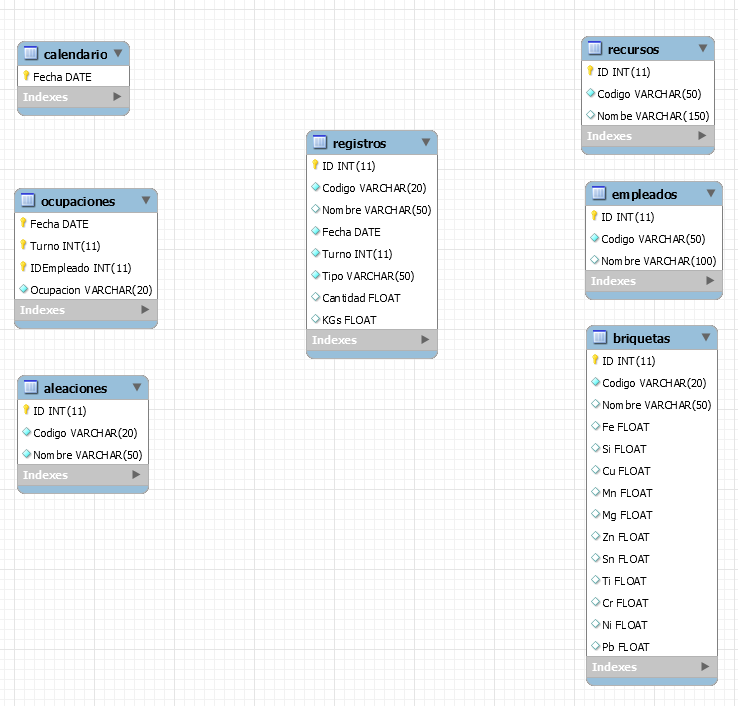 calendario
Fecha DATE
Indexes
ocupaciones
Fecha DATE
Turno INT(11)
IDEmpleado INT(11)
Ocupacion VARCHAR(20)
Indexes
aleaciones
ID INT(11)
Codigo VARCHAR(20)
Nombre VARCHAR(50)
Indexes
registros
ID INT(11)
Codigo VARCHAR(20)
Nombre VARCHAR(50)
Fecha DATE
Turno INT(11)
Tipo VARCHAR(50)
Cantidad FLOAT
KGs FLOAT
Indexes
recursos
ID INT(11)
Codigo VARCHAR(50)
Nombe VARCHAR(150)
Indexes
empleados
ID INT(11)
Codigo VARCHAR(50)
Nombre VARCHAR(100)
Indexes
briquetas
ID INT(11)
Codigo VARCHAR(20)
Nombre VARCHAR(50)
Fe FLOAT
Si FLOAT
Cu FLOAT
Mn FLOAT
Mg FLOAT
Zn FLOAT
Sn FLOAT
Ti FLOAT
Cr FLOAT
Ni FLOAT
Pb FLOAT
Indexes